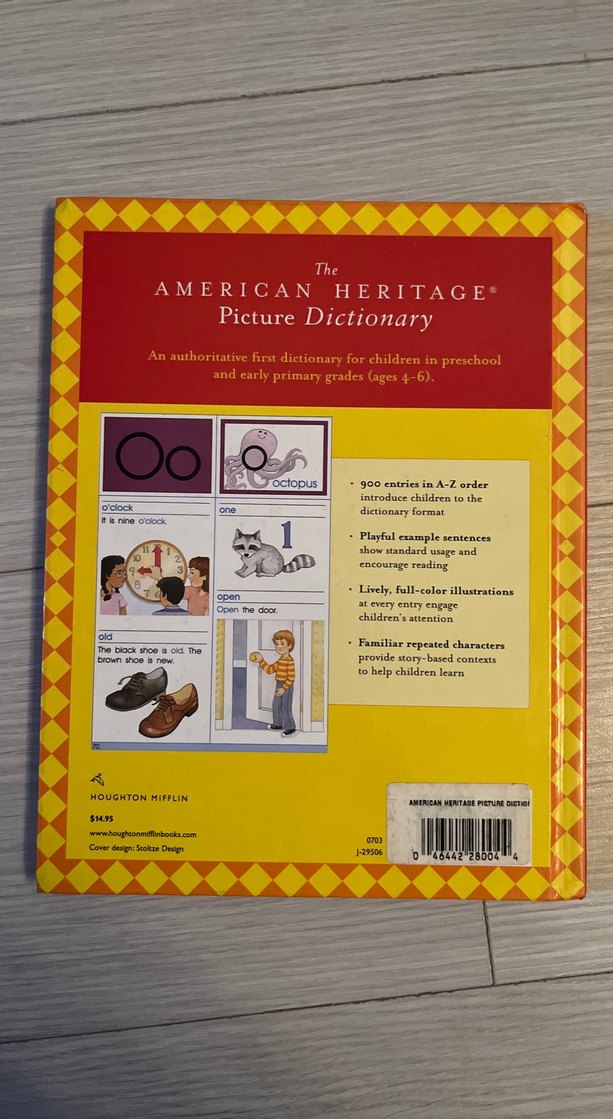 The
AMERICAN HERITAGE®
Picture Dictionary
An authoritative first dictionary for children in preschool
and early primary grades (ages 4–6).
Oo
o
octopus
o'clock
It is nine o'clock.
one
1
open
Open the door.
old
The black shoe is old. The
brown shoe is new.
70
• 900 entries in A-Z order
introduce children to the
dictionary format
• Playful example sentences
show standard usage and
encourage reading
• Lively, full-color illustrations
at every entry engage
children's attention
• Familiar repeated characters
provide story-based contexts
to help children learn
HOUGHTON MIFFLIN
$14.95
www.houghtonmifflinbooks.com
Cover design: Stoltze Design
0703
J-29506
AMERICAN HERITAGE PICTURE DICTION
0 46442 28004 4